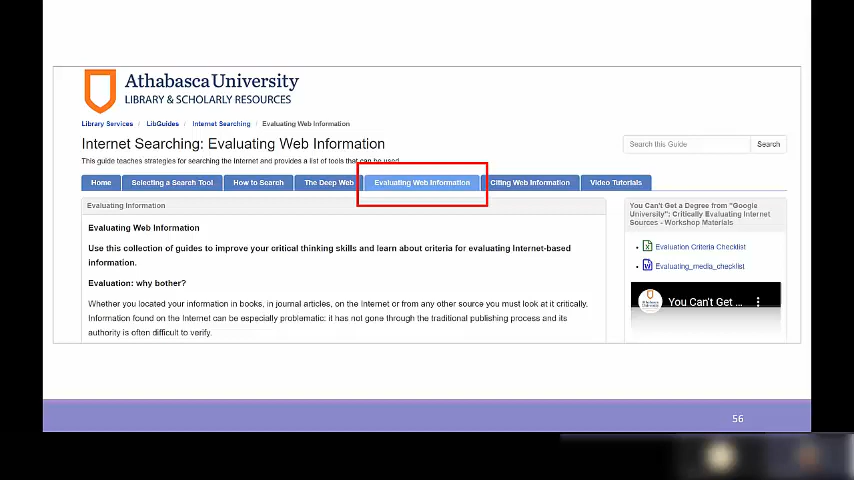 Athabasca University
LIBRARY & SCHOLARLY RESOURCES
Library Services / LibGuides / Internet Searching / Evaluating Web Information
Internet Searching: Evaluating Web Information
Search this Guide
Search
This guide teaches strategies for searching the Internet and provides a list of tools that can be used.
Home
Selecting a Search Tool
How to Search
The Deep Web
Evaluating Web Information
Citing Web Information
Video Tutorials
Evaluating Information
Evaluating Web Information
Use this collection of guides to improve your critical thinking skills and learn about criteria for evaluating Internet-based
information.
Evaluation: why bother?
Whether you located your information in books, in journal articles, on the Internet or from any other source you must look at it critically.
Information found on the Internet can be especially problematic: it has not gone through the traditional publishing process and its
authority is often difficult to verify.
You Can't Get a Degree from "Google
University": Critically Evaluating Internet
Sources - Workshop Materials
Evaluation Criteria Checklist
Evaluating_media_checklist
You Can't Get ...
56